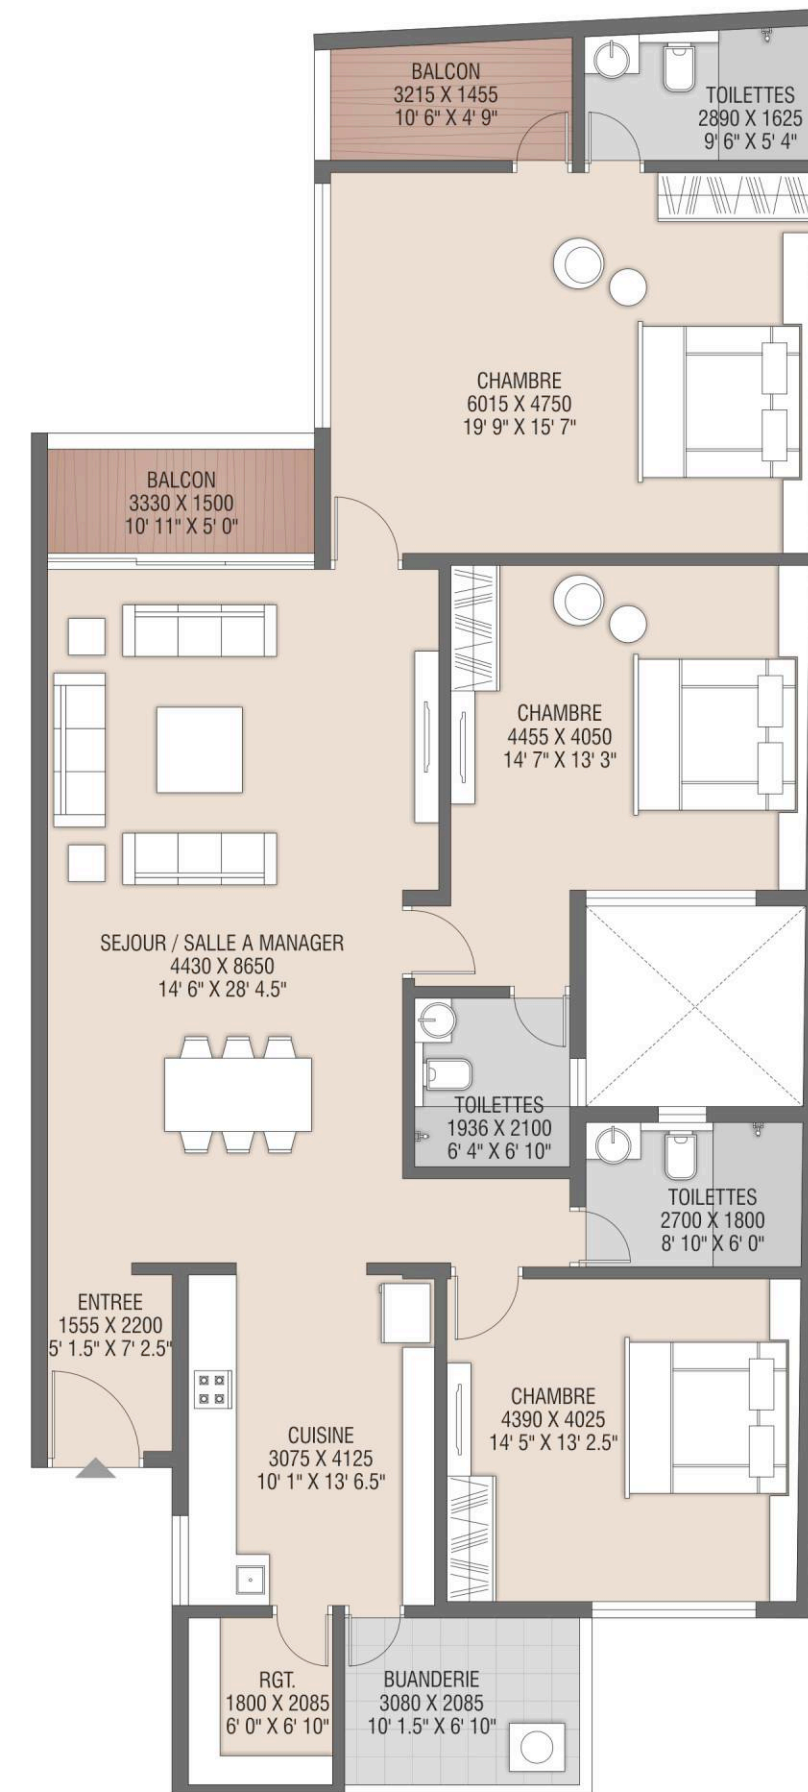 BALCON
3215 X 1455
10' 6" X 4' 9"
TOILETTES
2890 X 1625
9' 6" X 5' 4"
CHAMBRE
6015 X 4750
19' 9" X 15' 7"
BALCON
3330 X 1500
10' 11" X 5' 0"
CHAMBRE
4455 X 4050
14' 7" X 13' 3"
SEJOUR / SALLE A MANAGER
4430 X 8650
14' 6" X 28' 4.5"
TOILETTES
1936 X 2100
6' 4" X 6' 10"
TOILETTES
2700 X 1800
8' 10" X 6' 0"
ENTREE
1555 X 2200
5' 1.5" X 7' 2.5"
CHAMBRE
4390 X 4025
14' 5" X 13' 2.5"
CUISINE
3075 X 4125
10' 1" X 13' 6.5"
RGT.
1800 X 2085
6' 0" X 6' 10"
BUANDERIE
3080 X 2085
10' 1.5" X 6' 10"